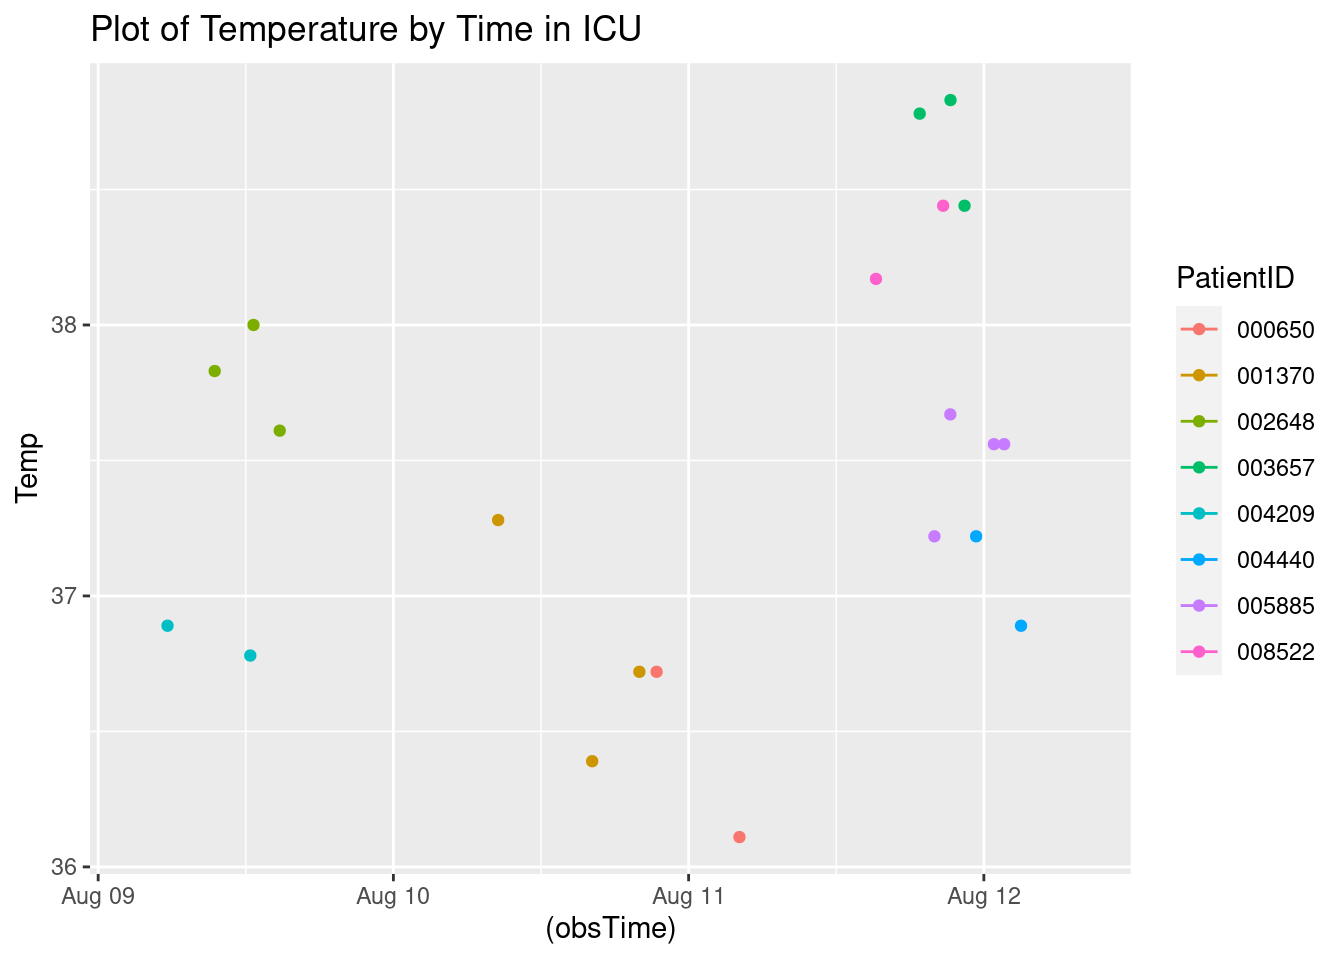 Plot of Temperature by Time in ICU
Temp
38
37
36
Aug 09
Aug 10
Aug 11
Aug 12
(obsTime)
PatientID
000650
001370
002648
003657
004209
004440
005885
008522